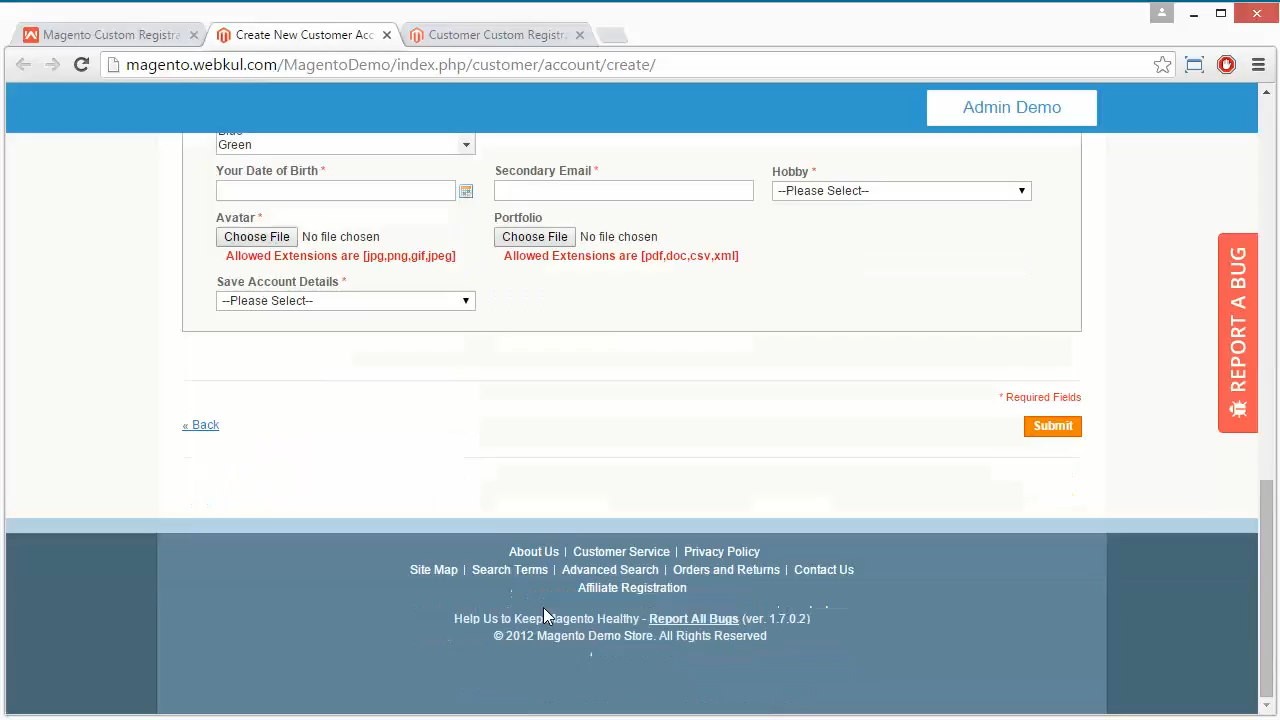 Magento Custom Registra
Create New Customer Acc
Customer Custom Registra
magento.webkul.com/MagentoDemo/index.php/customer/account/create/
Admin Demo
Green
Your Date of Birth *
Secondary Email *
Hobby *
--Please Select--
Avatar *
Portfolio
Choose File No file chosen
Choose File No file chosen
Allowed Extensions are [jpg,png,gif,jpeg]
Allowed Extensions are [pdf,doc,csv,xml]
Save Account Details *
--Please Select--
REPORT A BUG
* Required Fields
« Back
Submit
About Us | Customer Service | Privacy Policy
Site Map | Search Terms | Advanced Search | Orders and Returns | Contact Us
Affiliate Registration
Help Us to Keep Magento Healthy - Report All Bugs (ver. 1.7.0.2)
© 2012 Magento Demo Store. All Rights Reserved